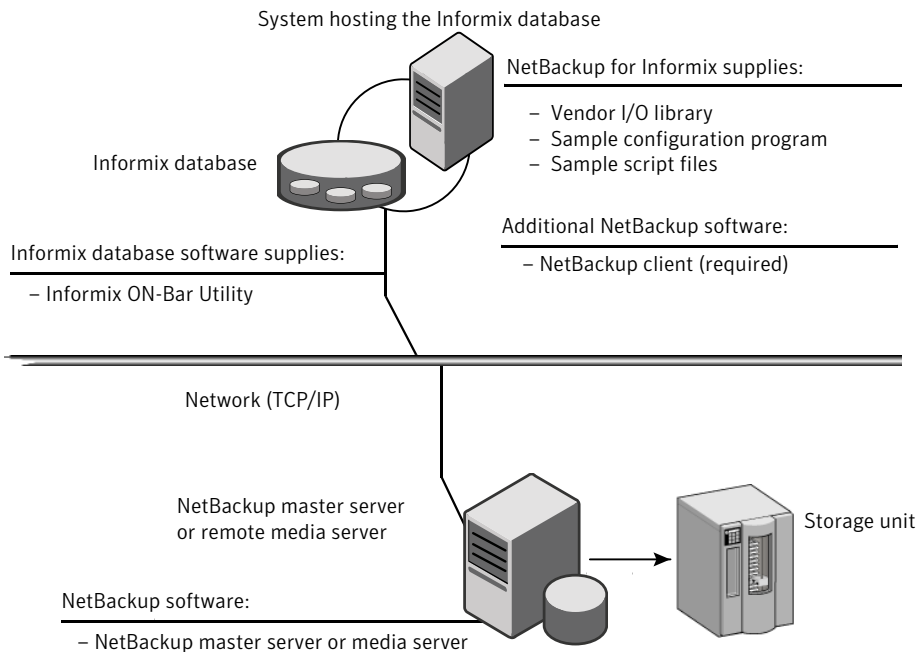 System hosting the Informix database
NetBackup for Informix supplies:
– Vendor I/O library
– Sample configuration program
– Sample script files
Informix database
Additional NetBackup software:
– NetBackup client (required)
Informix database software supplies:
– Informix ON-Bar Utility
Network (TCP/IP)
NetBackup master server
or remote media server
Storage unit
NetBackup software:
– NetBackup master server or media server